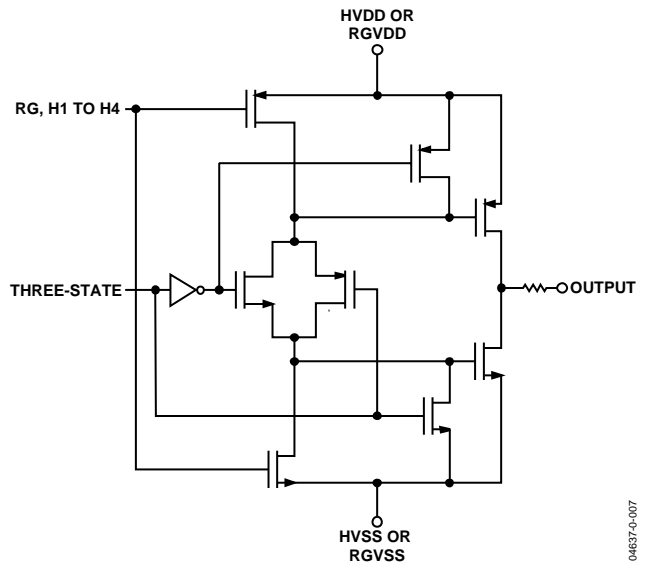 HVDD OR
RGVDD
RG, H1 TO H4
THREE-STATE
OUTPUT
HVSS OR
RGVSS
04637-0-007